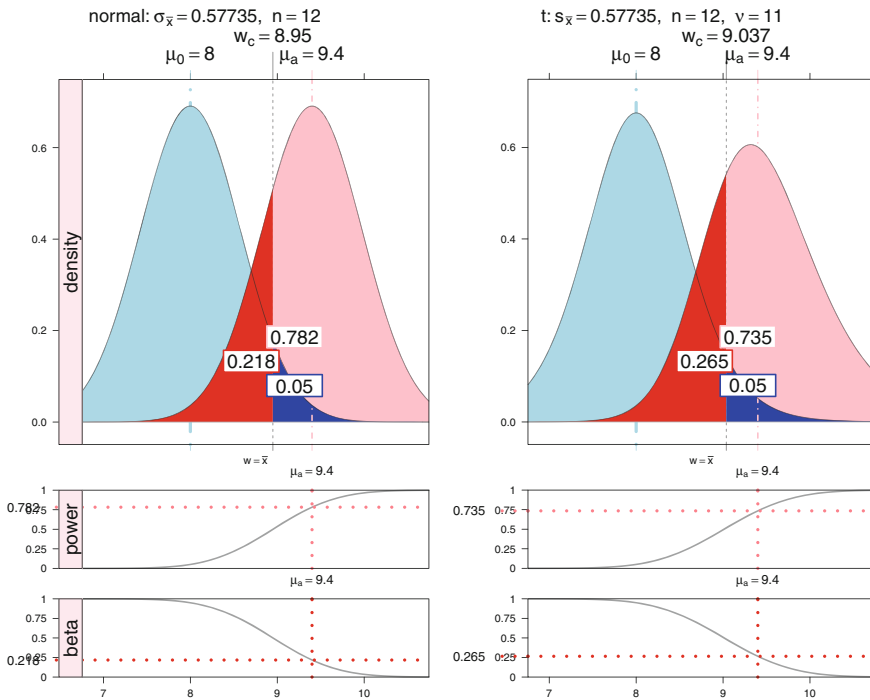 normal: σx̅ = 0.57735, n = 12
wc = 8.95
μ0 = 8 μa = 9.4
t: sx̅ = 0.57735, n = 12, ν = 11
wc = 9.037
μ0 = 8 μa = 9.4
density
0.6
0.4
0.2
0.0
0.782
0.218
0.05
w = x̅
0.6
0.4
0.2
0.0
0.735
0.265
0.05
w = x̅
μa = 9.4
power
1
0.75
0.5
0.25
0
0.782
μa = 9.4
1
0.75
0.5
0.25
0
0.735
μa = 9.4
beta
1
0.75
0.5
0.25
0
0.218
7 8 9 10
μa = 9.4
1
0.75
0.5
0.25
0
0.265
7 8 9 10